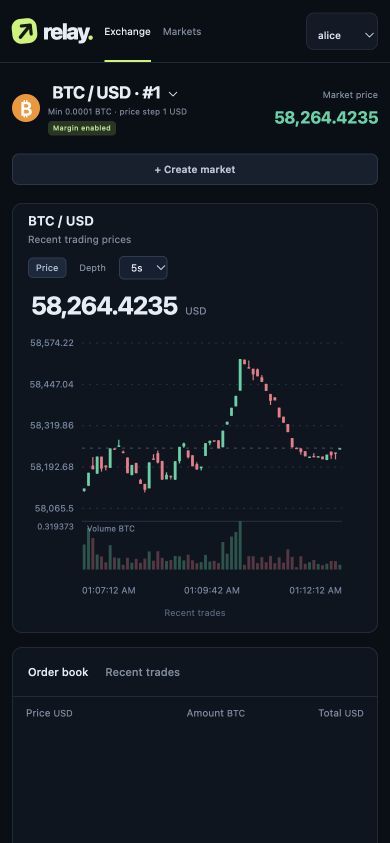 relay. Exchange Markets alice
BTC / USD · #1
Market price
Min 0.0001 BTC · price step 1 USD
58,264.4235
Margin enabled
+ Create market
BTC / USD
Recent trading prices
Price Depth 5s
58,264.4235 USD
58,574.22
58,447.04
58,319.86
58,192.68
58,065.5
0.319373
Volume BTC
01:07:12 AM 01:09:42 AM 01:12:12 AM
Recent trades
Order book Recent trades
Price USD Amount BTC Total USD